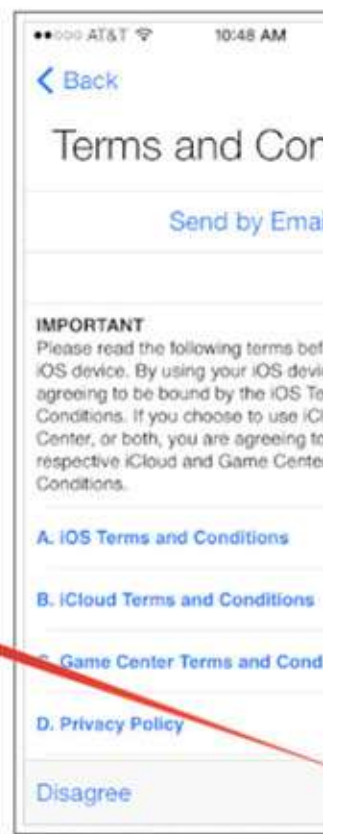 AT&T 10:48 AM
Back
Terms and Con
Send by Emai
IMPORTANT
Please read the following terms bef
iOS device. By using your iOS devi
agreeing to be bound by the iOS Te
Conditions. If you choose to use iCl
Center, or both, you are agreeing to
respective iCloud and Game Cente
Conditions.
A. iOS Terms and Conditions
B. iCloud Terms and Conditions
Game Center Terms and Cond
D. Privacy Policy
Disagree